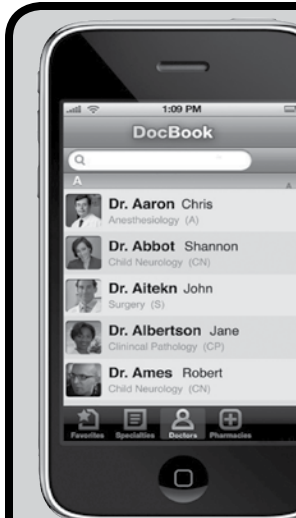 1:09 PM
DocBook
A
A
Dr. Aaron Chris
Anesthesiology (A)
Dr. Abbot Shannon
Child Neurology (CN)
Dr. Aitekn John
Surgery (S)
Dr. Albertson Jane
Clinincal Pathology (CP)
Dr. Ames Robert
Child Neurology (CN)
Favorites Specialties Doctors Pharmacies